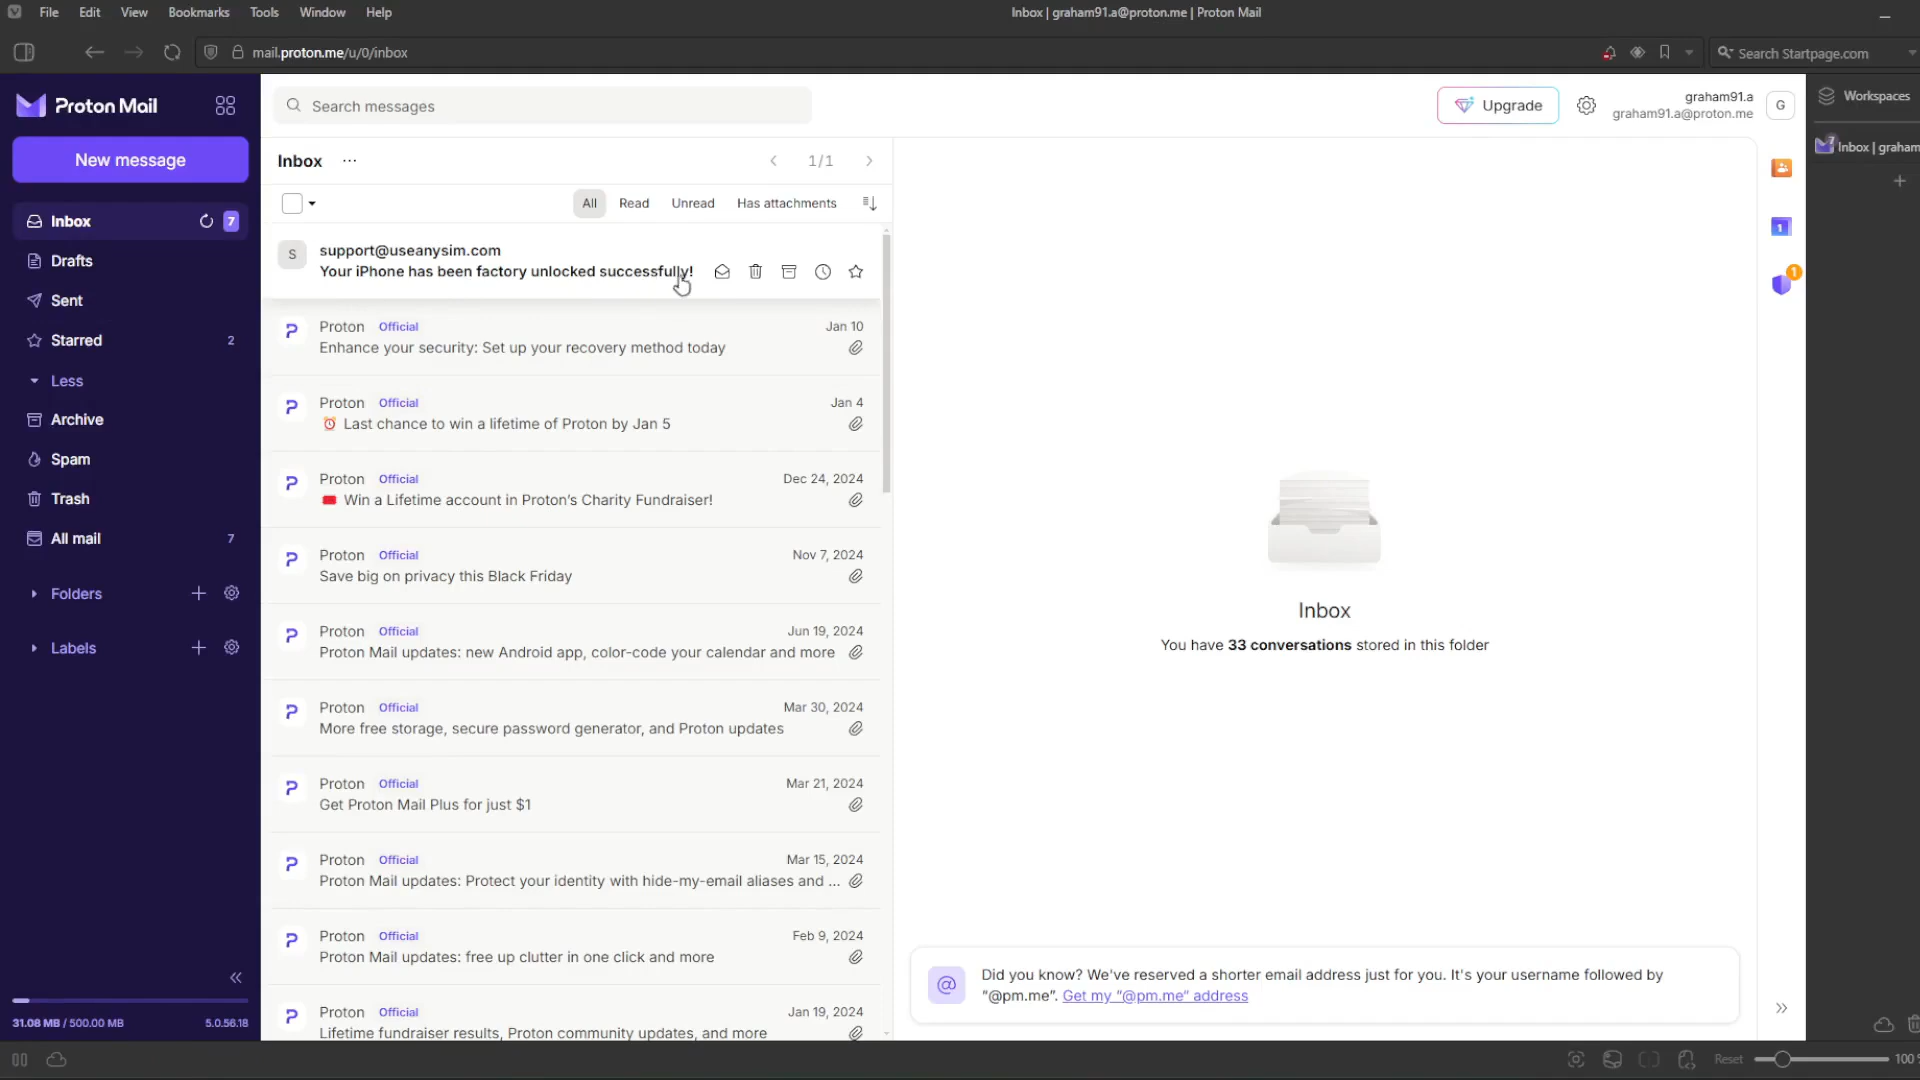 File Edit View Bookmarks Tools Window Help
Inbox | graham91.a@proton.me | Proton Mail
mail.proton.me/u/0/inbox
Search Startpage.com
Proton Mail
Search messages
Upgrade
graham91.a
graham91.a@proton.me
G
Workspaces
New message
Inbox
1/1
7
Inbox | graham
Inbox
7
All
Read
Unread
Has attachments
S
support@useanysim.com
Your iPhone has been factory unlocked successfully!
1
1
Drafts
Sent
Starred
2
Less
Archive
Spam
Trash
All mail
7
Folders
Labels
Proton Official Jan 10
Enhance your security: Set up your recovery method today
Proton Official Jan 4
Last chance to win a lifetime of Proton by Jan 5
Proton Official Dec 24, 2024
Win a Lifetime account in Proton's Charity Fundraiser!
Proton Official Nov 7, 2024
Save big on privacy this Black Friday
Proton Official Jun 19, 2024
Proton Mail updates: new Android app, color-code your calendar and more
Proton Official Mar 30, 2024
More free storage, secure password generator, and Proton updates
Proton Official Mar 21, 2024
Get Proton Mail Plus for just $1
Proton Official Mar 15, 2024
Proton Mail updates: Protect your identity with hide-my-email aliases and ...
Proton Official Feb 9, 2024
Proton Mail updates: free up clutter in one click and more
Proton Official Jan 19, 2024
Lifetime fundraiser results, Proton community updates, and more
Inbox
You have 33 conversations stored in this folder
@
Did you know? We've reserved a shorter email address just for you. It's your username followed by
"@pm.me". Get my "@pm.me" address
31.08 MB / 500.00 MB
5.0.56.18
Reset
100 %